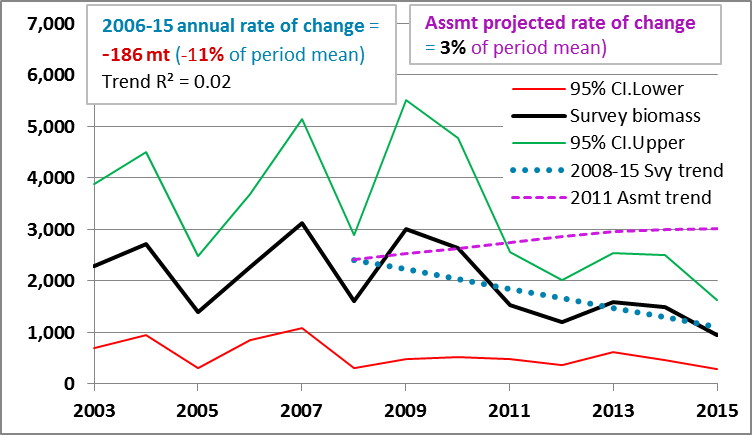 7,000
6,000
5,000
4,000
3,000
2,000
1,000
0
2006-15 annual rate of change =
-186 mt (-11% of period mean)
Trend R² = 0.02
Assmt projected rate of change
= 3% of period mean)
95% CI.Lower
Survey biomass
95% CI.Upper
2008-15 Svy trend
2011 Asmt trend
2003 2005 2007 2009 2011 2013 2015